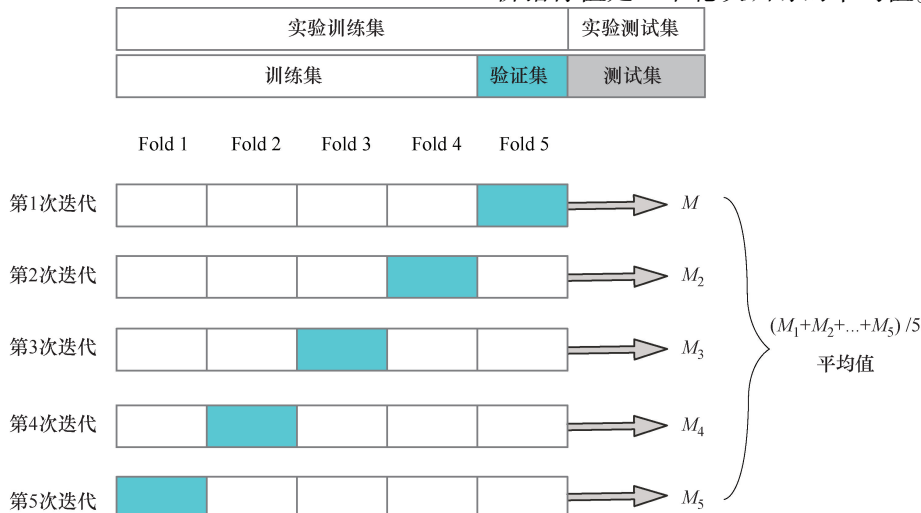 实验训练集 实验测试集
训练集 验证集 测试集
Fold 1 Fold 2 Fold 3 Fold 4 Fold 5
第1次迭代 M
第2次迭代 M2
第3次迭代 M3
(M1+M2+...+M5) /5
平均值
第4次迭代 M4
第5次迭代 M5